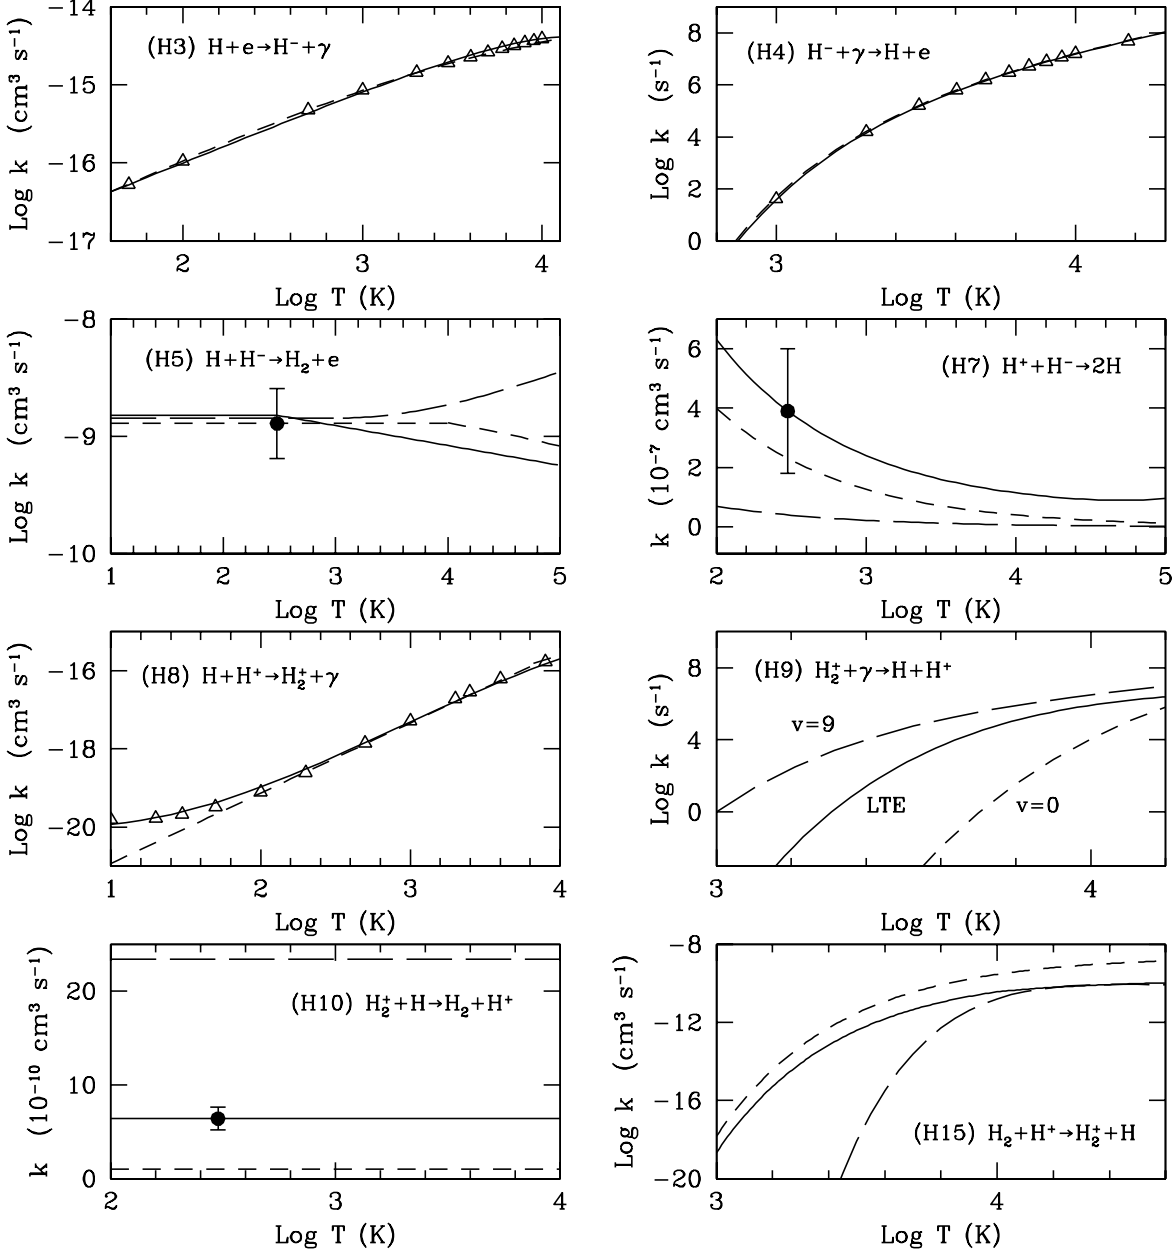 (H3) H+e→H⁻+γ
Log k (cm³ s⁻¹)
−14
−15
−16
−17
2 3 4
Log T (K)
(H4) H⁻+γ→H+e
Log k (s⁻¹)
8
6
4
2
0
3 4
Log T (K)
(H5) H+H⁻→H₂+e
Log k (cm³ s⁻¹)
−8
−9
−10
1 2 3 4 5
Log T (K)
(H7) H⁺+H⁻→2H
k (10⁻⁷ cm³ s⁻¹)
6
4
2
0
2 3 4 5
Log T (K)
(H8) H+H⁺→H₂⁺+γ
Log k (cm³ s⁻¹)
−16
−18
−20
1 2 3 4
Log T (K)
(H9) H₂⁺+γ→H+H⁺
Log k (s⁻¹)
8
4
0
v=9
LTE
v=0
3 4
Log T (K)
(H10) H₂⁺+H→H₂+H⁺
k (10⁻¹⁰ cm³ s⁻¹)
20
10
0
2 3 4
Log T (K)
(H15) H₂+H⁺→H₂⁺+H
Log k (cm³ s⁻¹)
−8
−12
−16
−20
3 4
Log T (K)